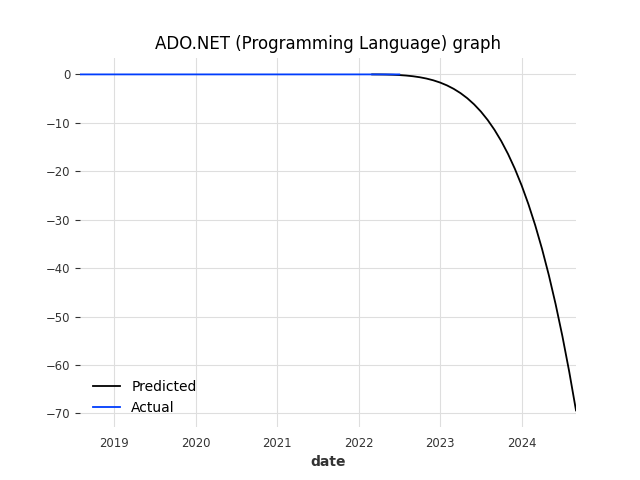 ADO.NET (Programming Language) graph
0
−10
−20
−30
−40
−50
−60
−70
Predicted
Actual
2019 2020 2021 2022 2023 2024
date